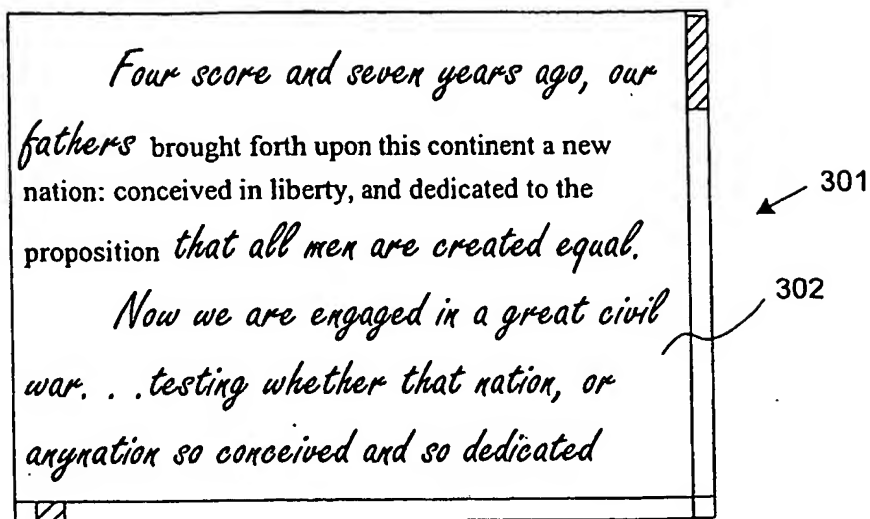 Four score and seven years ago, our
fathers brought forth upon this continent a new
nation: conceived in liberty, and dedicated to the
proposition that all men are created equal.
Now we are engaged in a great civil
war. . .testing whether that nation, or
anynation so conceived and so dedicated
301
302